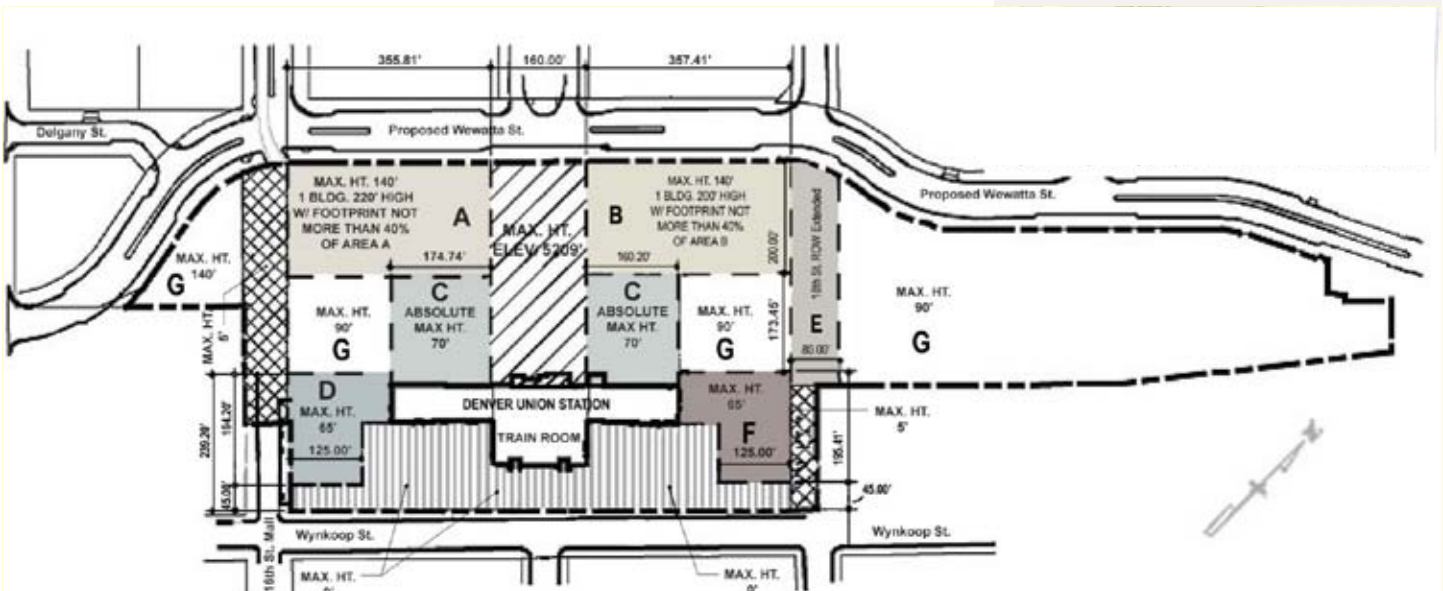 355.81'
160.00'
357.41'
Delgany St.
Proposed Wewatta St.
Proposed Wewatta St.
MAX. HT. 140'
1 BLDG. 220' HIGH
W/ FOOTPRINT NOT
MORE THAN 40%
OF AREA A
A
MAX. HT.
ELEV. 5209'
B
MAX. HT. 140'
1 BLDG. 200' HIGH
W/ FOOTPRINT NOT
MORE THAN 40%
OF AREA B
200.00'
18th St. ROW Extended
MAX. HT.
140'
G
174.74'
160.20'
MAX. HT.
5'
MAX. HT.
90'
G
C
ABSOLUTE
MAX HT.
70'
C
ABSOLUTE
MAX HT.
70'
MAX. HT.
90'
G
173.45'
E
80.00'
MAX. HT.
90'
G
D
MAX. HT.
65'
125.00'
DENVER UNION STATION
TRAIN ROOM
MAX. HT.
65'
F
125.00'
MAX. HT.
5'
239.20'
194.20'
45.00'
195.41'
45.00'
Wynkoop St.
Wynkoop St.
16th St. Mall
MAX. HT.
MAX. HT.